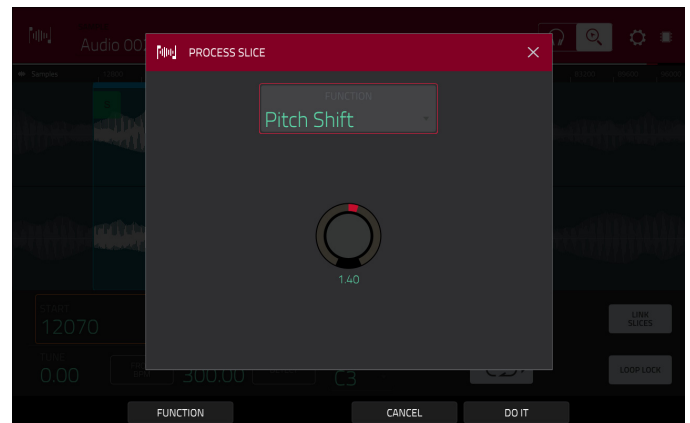 Audio 002
PROCESS SLICE
Samples
FUNCTION
Pitch Shift
1.40
START
12070
LINK
SLICES
TUNE
0.00
300.00
C3
LOOP LOCK
FUNCTION
CANCEL
DO IT